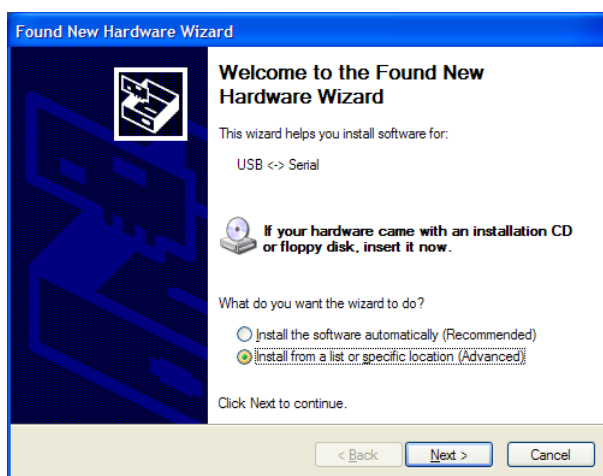 Found New Hardware Wizard
Welcome to the Found New
Hardware Wizard
This wizard helps you install software for:
USB <-> Serial
If your hardware came with an installation CD
or floppy disk, insert it now.
What do you want the wizard to do?
Install the software automatically (Recommended)
Install from a list or specific location (Advanced)
Click Next to continue.
< Back
Next >
Cancel